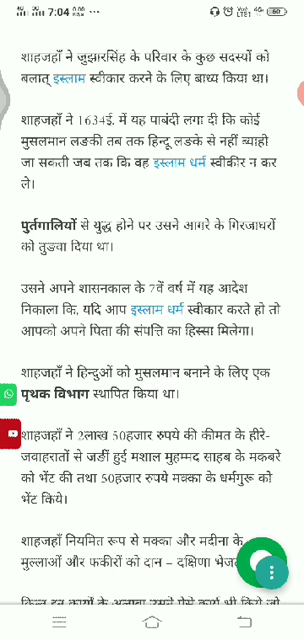 7:04
शाहजहाँ ने जुझारसिंह के परिवार के कुछ सदस्यों को
बलात् इस्लाम स्वीकार करने के लिए बाध्य किया था।
शाहजहाँ ने 1634ई. में यह पाबंदी लगा दी कि कोई
मुसलमान लङकी तब तक हिन्दू लङके से नहीं ब्याही
जा सकती जब तक कि वह इस्लाम धर्म स्वीकीर न कर
ले।
पुर्तगालियों से युद्ध होने पर उसने आगरे के गिरजाघरों
को तुङवा दिया था।
उसने अपने शासनकाल के 7वें वर्ष में यह आदेश
निकाला कि, यदि आप इस्लाम धर्म स्वीकार करते हो तो
आपको अपने पिता की संपत्ति का हिस्सा मिलेगा।
शाहजहाँ ने हिन्दुओं को मुसलमान बनाने के लिए एक
पृथक विभाग स्थापित किया था।
शाहजहाँ ने 2लाख 50हजार रुपये की कीमत के हीरे-
जवाहरातों से जङी हुई मशाल मुहम्मद साहब के मकबरे
को भेंट की तथा 50हजार रुपये मक्का के धर्मगुरू को
भेंट किये।
शाहजहाँ नियमित रूप से मक्का और मदीना के
मुल्लाओं और फकीरों को दान – दक्षिणा